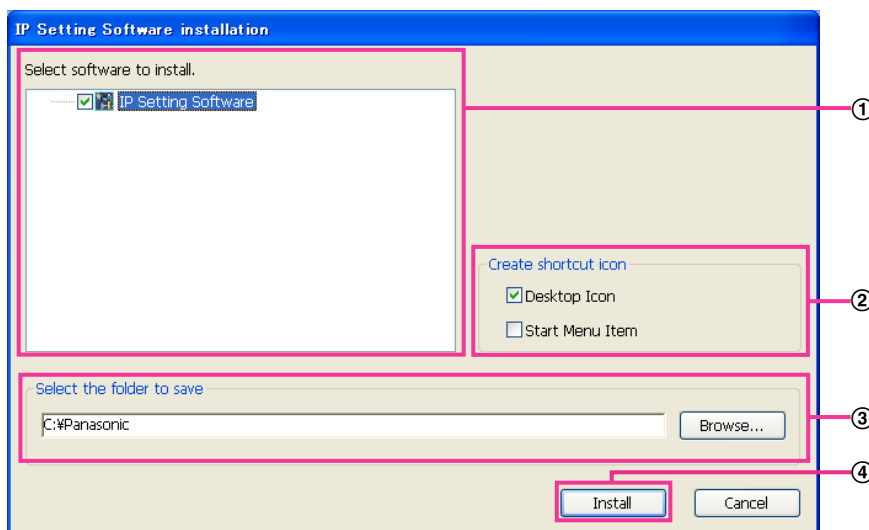 IP Setting Software installation
Select software to install.
IP Setting Software
①
Create shortcut icon
Desktop Icon
②
Start Menu Item
Select the folder to save
C:¥Panasonic
Browse...
③
④
Install
Cancel